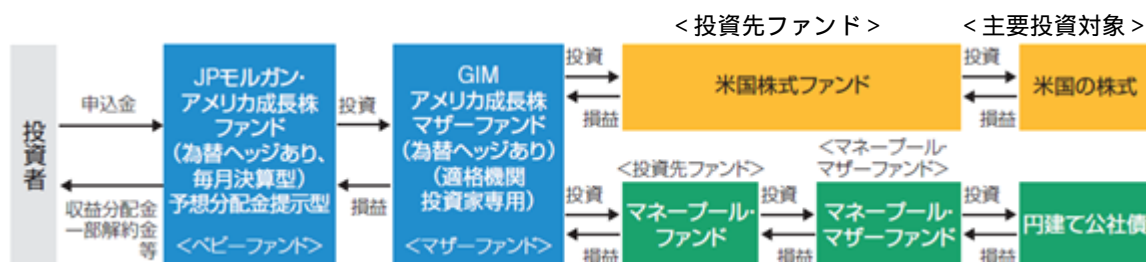 <投資先ファンド>
<主要投資対象>
投資者
申込金
収益分配金
一部解約金
等
JPモルガン・
アメリカ成長株
ファンド
(為替ヘッジあり、
毎月決算型)
予想分配金提示型
<ベビーファンド>
投資
損益
GIM
アメリカ成長株
マザーファンド
(為替ヘッジあり)
(適格機関
投資家専用)
<マザーファンド>
投資
損益
米国株式ファンド
投資
損益
米国の株式
投資
損益
<投資先ファンド>
マネープール・
ファンド
投資
損益
<マネープール・
マザーファンド>
マネープール・
マザーファンド
投資
損益
円建て公社債